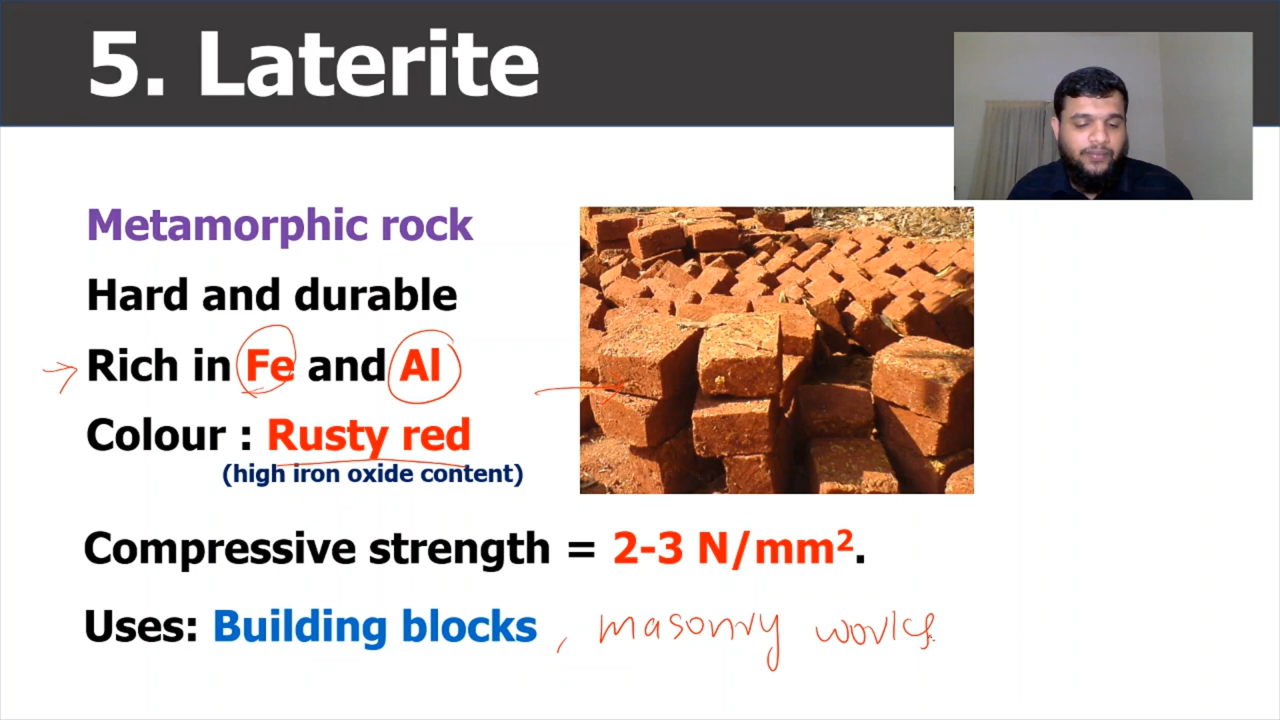 5. Laterite
Metamorphic rock
Hard and durable
Rich in Fe and Al
Colour : Rusty red
(high iron oxide content)
Compressive strength = 2-3 N/mm².
Uses: Building blocks , masonry works